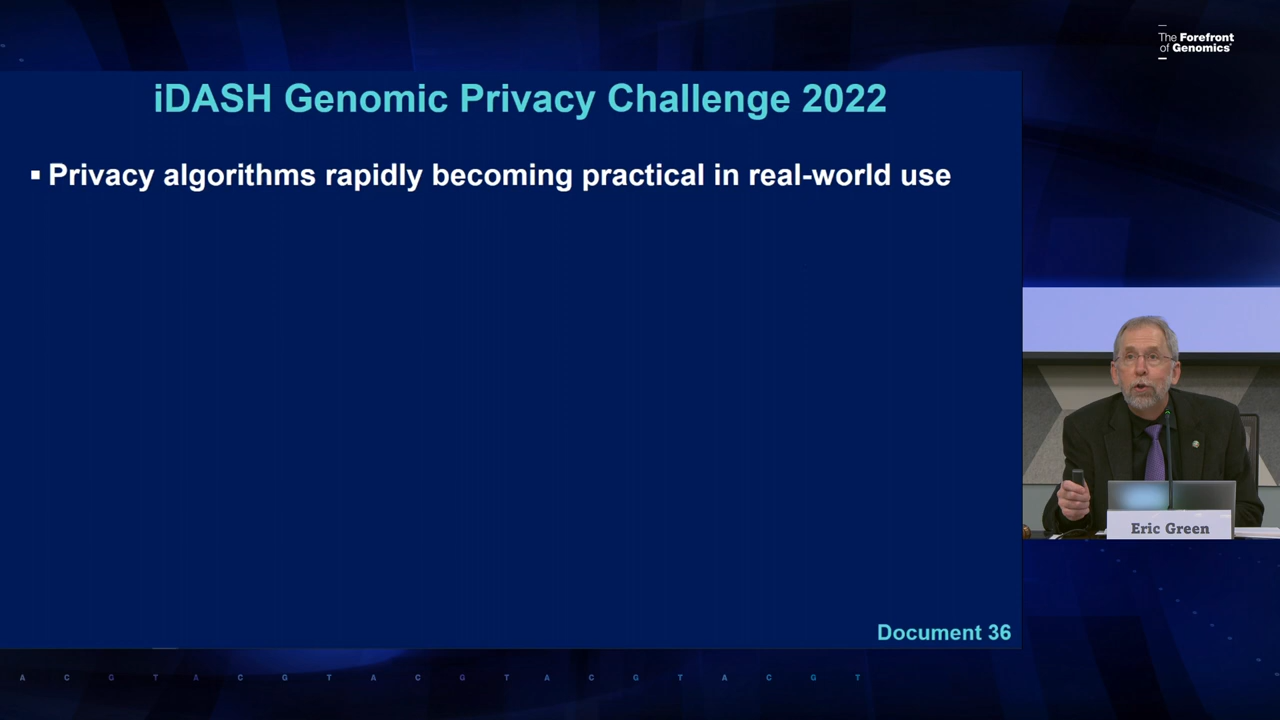 The Forefront
of Genomics®
iDASH Genomic Privacy Challenge 2022
▪ Privacy algorithms rapidly becoming practical in real-world use
Eric Green
Document 36
A C G T A C G T A C G T A C G T A C G T